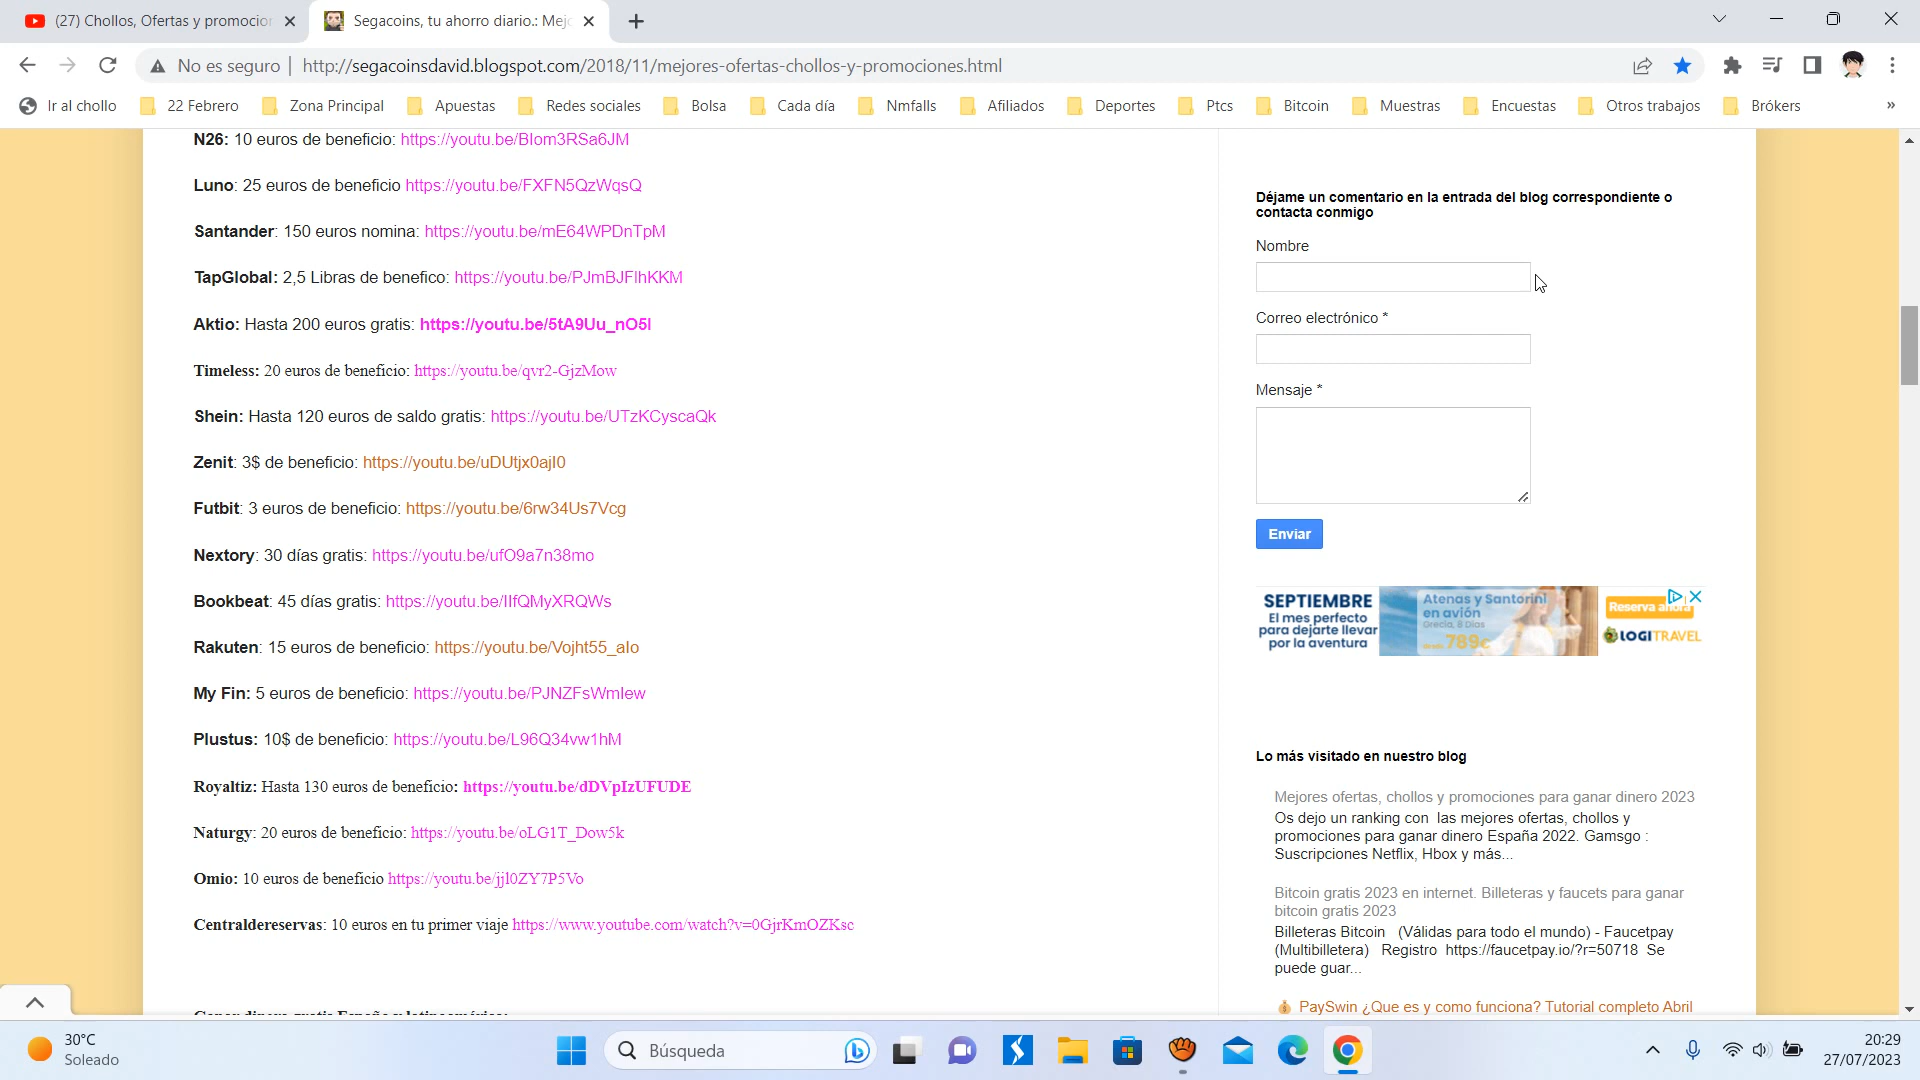 (27) Chollos, Ofertas y promocion
Segacoins, tu ahorro diario.: Mejo
No es seguro
http://segacoinsdavid.blogspot.com/2018/11/mejores-ofertas-chollos-y-promociones.html
Ir al chollo
22 Febrero
Zona Principal
Apuestas
Redes sociales
Bolsa
Cada día
Nmfalls
Afiliados
Deportes
Ptcs
Bitcoin
Muestras
Encuestas
Otros trabajos
Brókers
»
N26: 10 euros de beneficio: https://youtu.be/BIom3RSa6JM
Luno: 25 euros de beneficio https://youtu.be/FXFN5QzWqsQ
Santander: 150 euros nomina: https://youtu.be/mE64WPDnTpM
TapGlobal: 2,5 Libras de benefico: https://youtu.be/PJmBJFIhKKM
Aktio: Hasta 200 euros gratis: https://youtu.be/5tA9Uu_nO5I
Timeless: 20 euros de beneficio: https://youtu.be/qvr2-GjzMow
Shein: Hasta 120 euros de saldo gratis: https://youtu.be/UTzKCyscaQk
Zenit: 3$ de beneficio: https://youtu.be/uDUtjx0ajI0
Futbit: 3 euros de beneficio: https://youtu.be/6rw34Us7Vcg
Nextory: 30 días gratis: https://youtu.be/ufO9a7n38mo
Bookbeat: 45 días gratis: https://youtu.be/IIfQMyXRQWs
Rakuten: 15 euros de beneficio: https://youtu.be/Vojht55_aIo
My Fin: 5 euros de beneficio: https://youtu.be/PJNZFsWmIew
Plustus: 10$ de beneficio: https://youtu.be/L96Q34vw1hM
Royaltiz: Hasta 130 euros de beneficio: https://youtu.be/dDVpIzUFUDE
Naturgy: 20 euros de beneficio: https://youtu.be/oLG1T_Dow5k
Omio: 10 euros de beneficio https://youtu.be/jjl0ZY7P5Vo
Centraldereservas: 10 euros en tu primer viaje https://www.youtube.com/watch?v=0GjrKmOZKsc
Déjame un comentario en la entrada del blog correspondiente o
contacta conmigo
Nombre
Correo electrónico *
Mensaje *
Enviar
SEPTIEMBRE
El mes perfecto
para dejarte llevar
por la aventura
Atenas y Santorini
en avión
Grecia, 8 Días
desde 789€
Reserva ahora
LOGITRAVEL
Lo más visitado en nuestro blog
Mejores ofertas, chollos y promociones para ganar dinero 2023
Os dejo un ranking con las mejores ofertas, chollos y
promociones para ganar dinero España 2022. Gamsgo :
Suscripciones Netflix, Hbox y más...
Bitcoin gratis 2023 en internet. Billeteras y faucets para ganar
bitcoin gratis 2023
Billeteras Bitcoin (Válidas para todo el mundo) - Faucetpay
(Multibilletera) Registro https://faucetpay.io/?r=50718 Se
puede guar...
PaySwin ¿Que es y como funciona? Tutorial completo Abril
30°C
Soleado
Búsqueda
20:29
27/07/2023